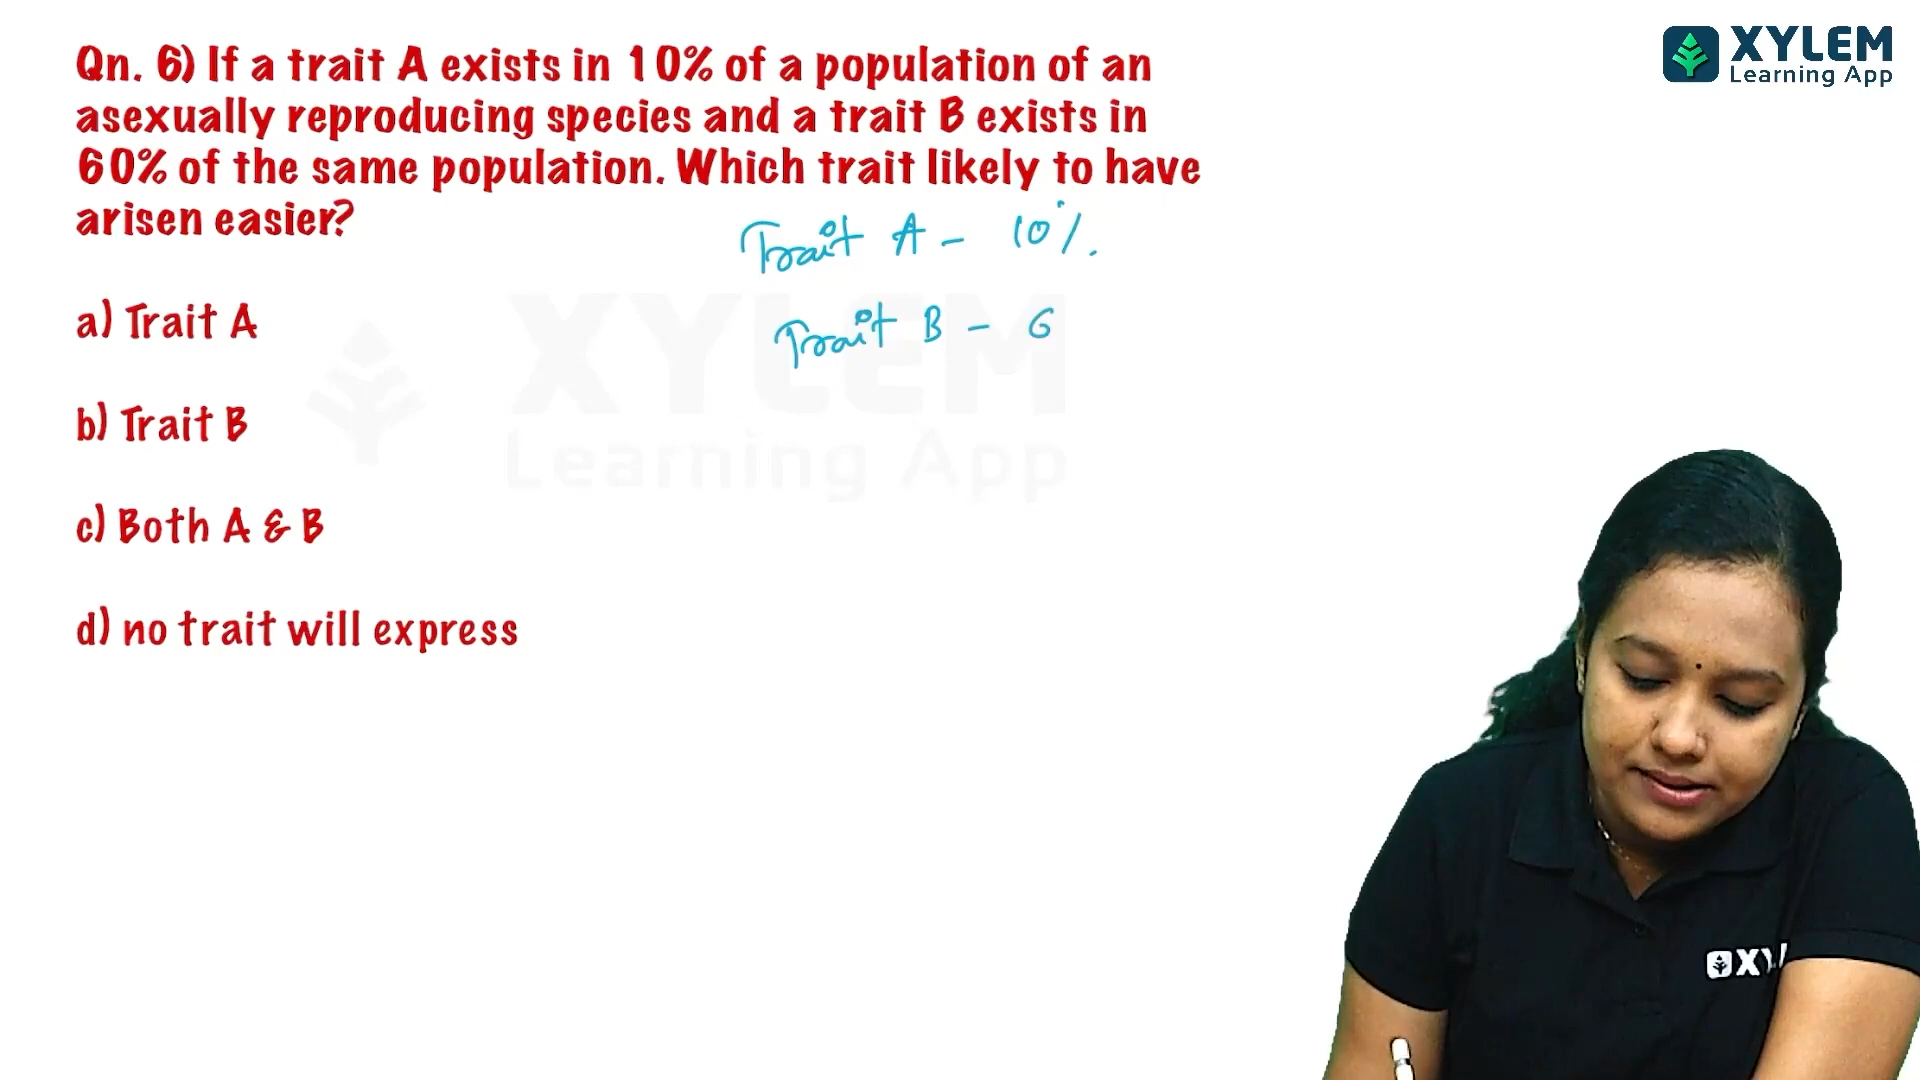 XYLEM
Learning App
Qn. 6) If a trait A exists in 10% of a population of an
asexually reproducing species and a trait B exists in
60% of the same population. Which trait likely to have
arisen easier?
Trait A - 10%.
a) Trait A
Trait B - 6
b) Trait B
c) Both A & B
d) no trait will express
XYLEM
Learning App